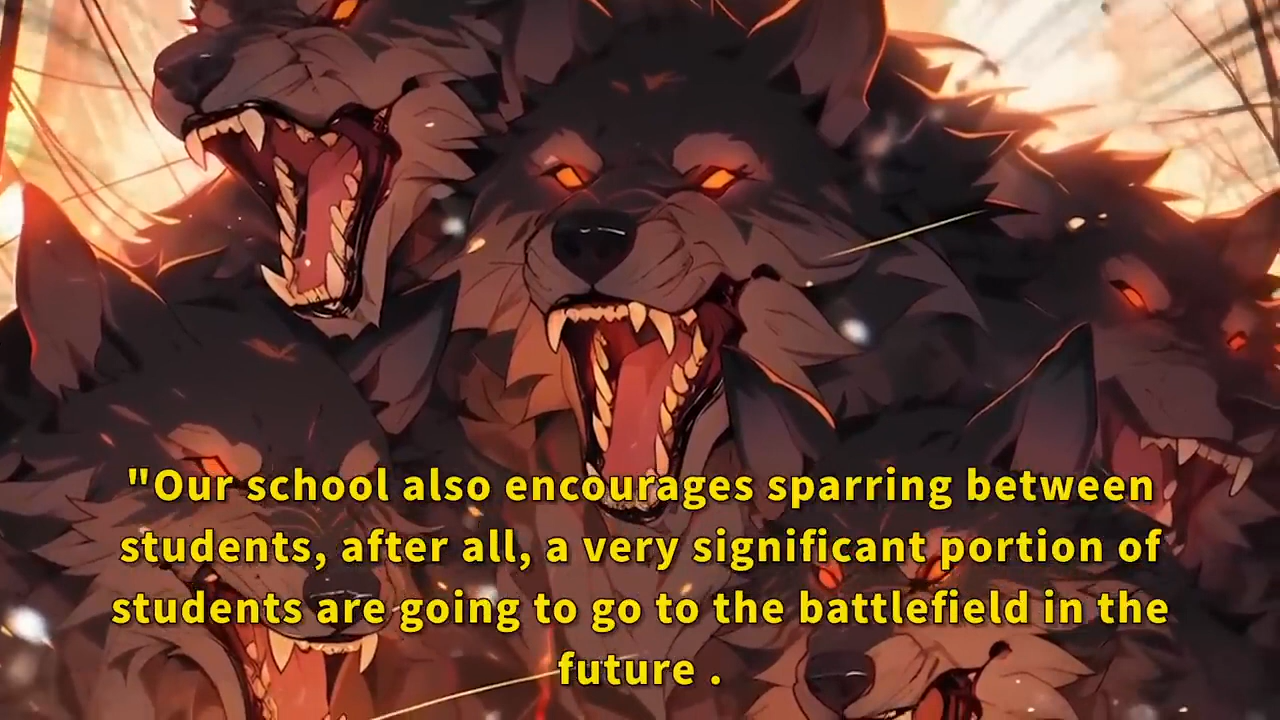 "Our school also encourages sparring between
students, after all, a very significant portion of
students are going to go to the battlefield in the
future .